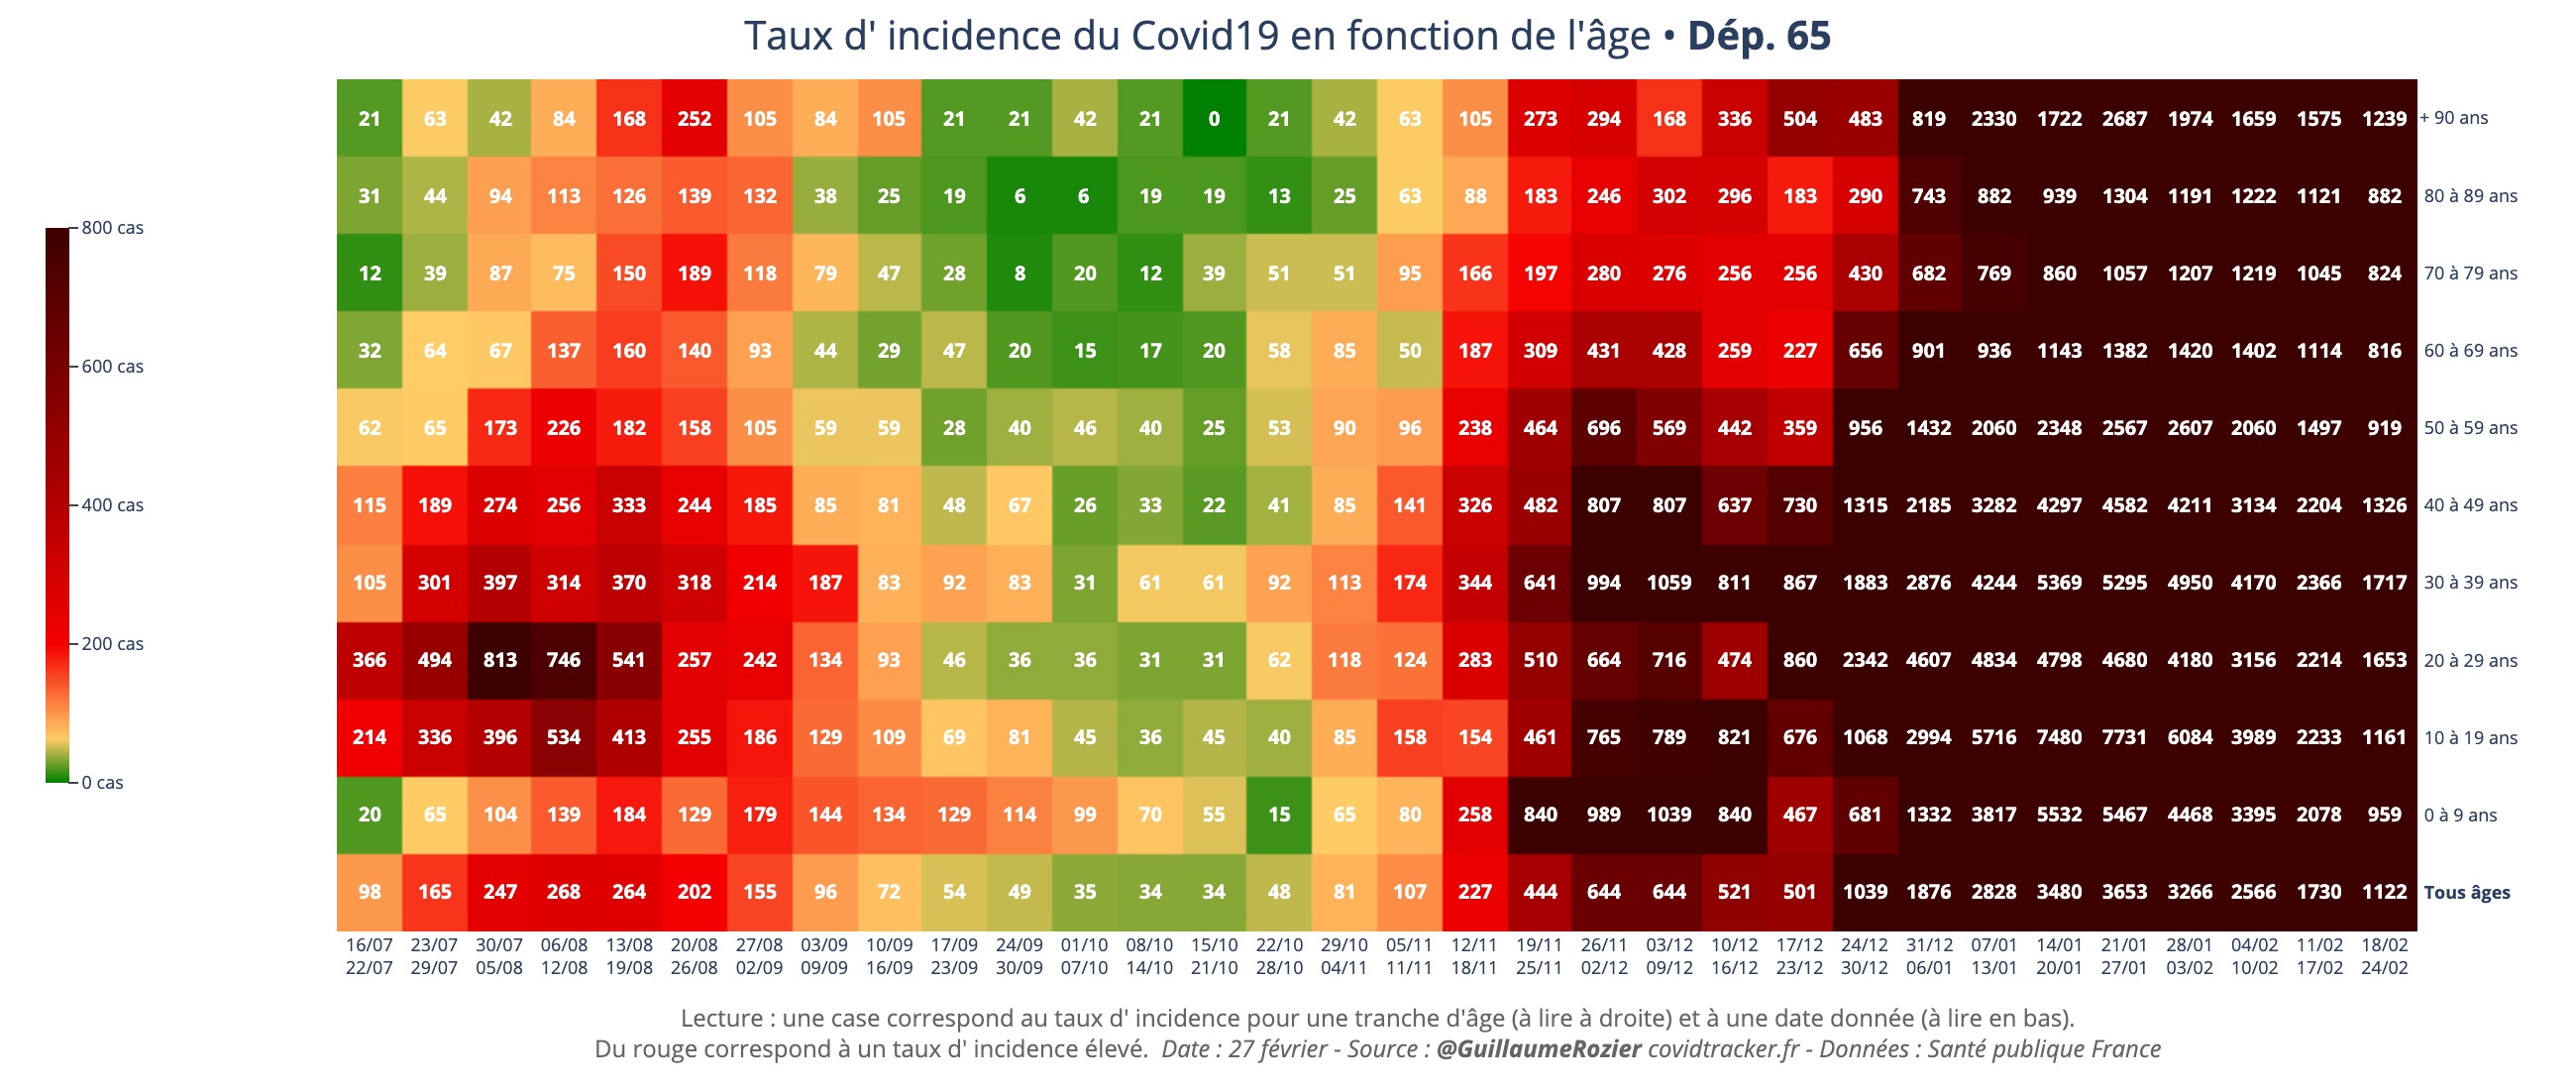 Taux d' incidence du Covid19 en fonction de l'âge • Dép. 65
800 cas
600 cas
400 cas
200 cas
0 cas
21 63 42 84 168 252 105 84 105 21 21 42 21 0 21 42 63 105 273 294 168 336 504 483 819 2330 1722 2687 1974 1659 1575 1239 + 90 ans
31 44 94 113 126 139 132 38 25 19 6 6 19 19 13 25 63 88 183 246 302 296 183 290 743 882 939 1304 1191 1222 1121 882 80 à 89 ans
12 39 87 75 150 189 118 79 47 28 8 20 12 39 51 51 95 166 197 280 276 256 256 430 682 769 860 1057 1207 1219 1045 824 70 à 79 ans
32 64 67 137 160 140 93 44 29 47 20 15 17 20 58 85 50 187 309 431 428 259 227 656 901 936 1143 1382 1420 1402 1114 816 60 à 69 ans
62 65 173 226 182 158 105 59 59 28 40 46 40 25 53 90 96 238 464 696 569 442 359 956 1432 2060 2348 2567 2607 2060 1497 919 50 à 59 ans
115 189 274 256 333 244 185 85 81 48 67 26 33 22 41 85 141 326 482 807 807 637 730 1315 2185 3282 4297 4582 4211 3134 2204 1326 40 à 49 ans
105 301 397 314 370 318 214 187 83 92 83 31 61 61 92 113 174 344 641 994 1059 811 867 1883 2876 4244 5369 5295 4950 4170 2366 1717 30 à 39 ans
366 494 813 746 541 257 242 134 93 46 36 36 31 31 62 118 124 283 510 664 716 474 860 2342 4607 4834 4798 4680 4180 3156 2214 1653 20 à 29 ans
214 336 396 534 413 255 186 129 109 69 81 45 36 45 40 85 158 154 461 765 789 821 676 1068 2994 5716 7480 7731 6084 3989 2233 1161 10 à 19 ans
20 65 104 139 184 129 179 144 134 129 114 99 70 55 15 65 80 258 840 989 1039 840 467 681 1332 3817 5532 5467 4468 3395 2078 959 0 à 9 ans
98 165 247 268 264 202 155 96 72 54 49 35 34 34 48 81 107 227 444 644 644 521 501 1039 1876 2828 3480 3653 3266 2566 1730 1122 Tous âges
16/07 23/07 30/07 06/08 13/08 20/08 27/08 03/09 10/09 17/09 24/09 01/10 08/10 15/10 22/10 29/10 05/11 12/11 19/11 26/11 03/12 10/12 17/12 24/12 31/12 07/01 14/01 21/01 28/01 04/02 11/02 18/02
22/07 29/07 05/08 12/08 19/08 26/08 02/09 09/09 16/09 23/09 30/09 07/10 14/10 21/10 28/10 04/11 11/11 18/11 25/11 02/12 09/12 16/12 23/12 30/12 06/01 13/01 20/01 27/01 03/02 10/02 17/02 24/02
Lecture : une case correspond au taux d' incidence pour une tranche d'âge (à lire à droite) et à une date donnée (à lire en bas).
Du rouge correspond à un taux d' incidence élevé. Date : 27 février - Source : @GuillaumeRozier covidtracker.fr - Données : Santé publique France